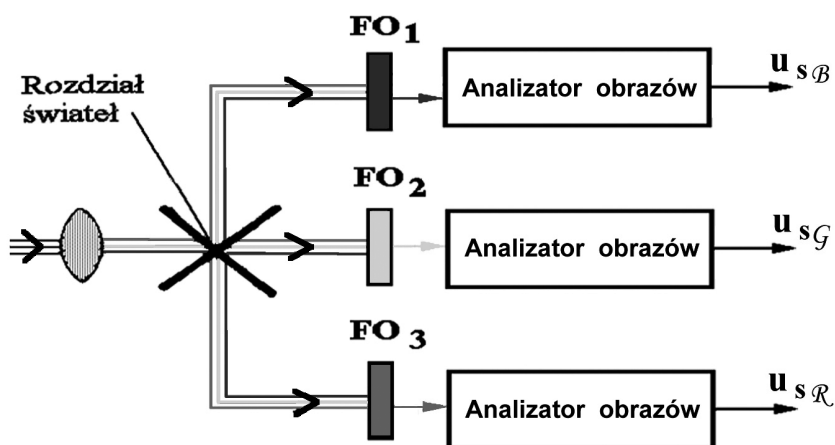 FO1
Rozdział
świateł
Analizator obrazów
u sB
FO2
Analizator obrazów
u sG
FO3
Analizator obrazów
u sR